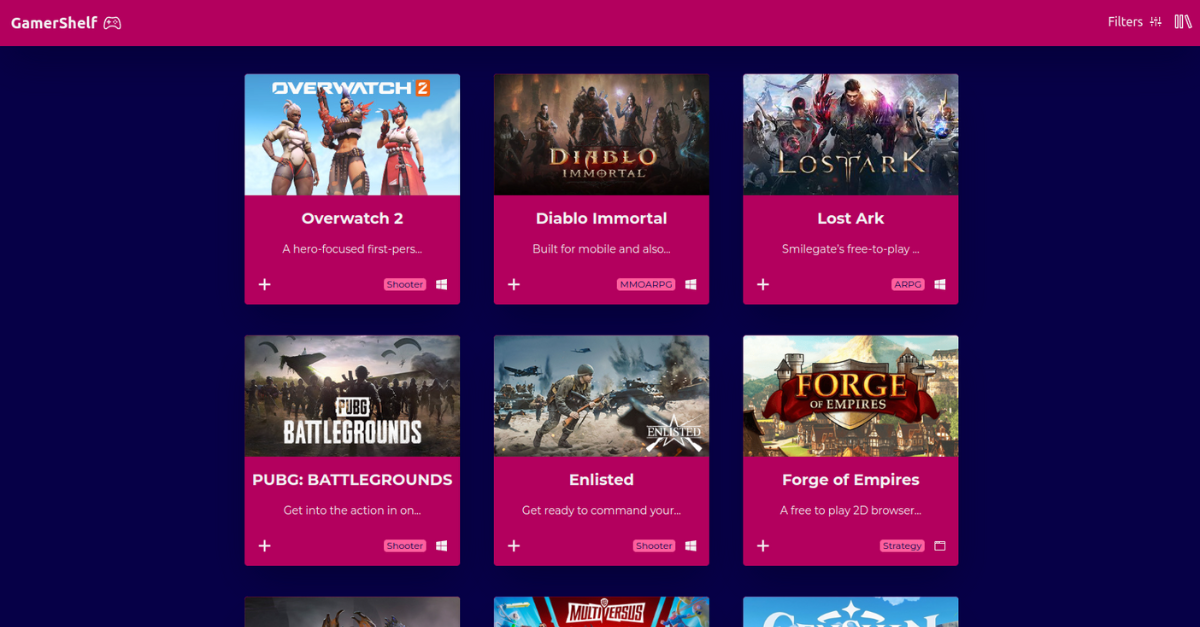 GamerShelf
Filters
OVERWATCH 2
DIABLO
IMMORTAL
LOST ARK
Overwatch 2
Diablo Immortal
Lost Ark
A hero-focused first-pers...
Built for mobile and also...
Smilegate's free-to-play ...
Shooter
MMOARPG
ARPG
PUBG
BATTLEGROUNDS
ENLISTED
FORGE
OF EMPIRES
PUBG: BATTLEGROUNDS
Enlisted
Forge of Empires
Get into the action in on...
Get ready to command your...
A free to play 2D browser...
Shooter
Shooter
Strategy
MULTIVERSUS
GENSHIN